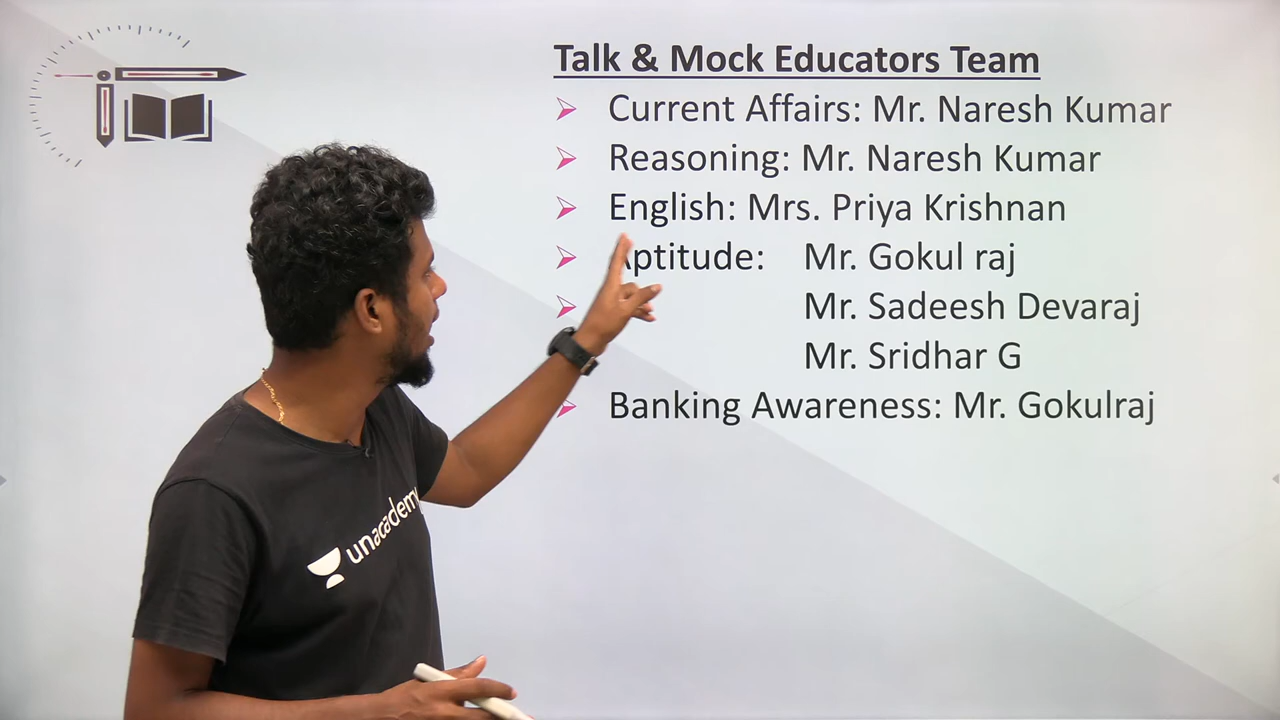 Talk & Mock Educators Team
Current Affairs: Mr. Naresh Kumar
Reasoning: Mr. Naresh Kumar
English: Mrs. Priya Krishnan
Aptitude: Mr. Gokul raj
Mr. Sadeesh Devaraj
Mr. Sridhar G
Banking Awareness: Mr. Gokulraj
unacademy